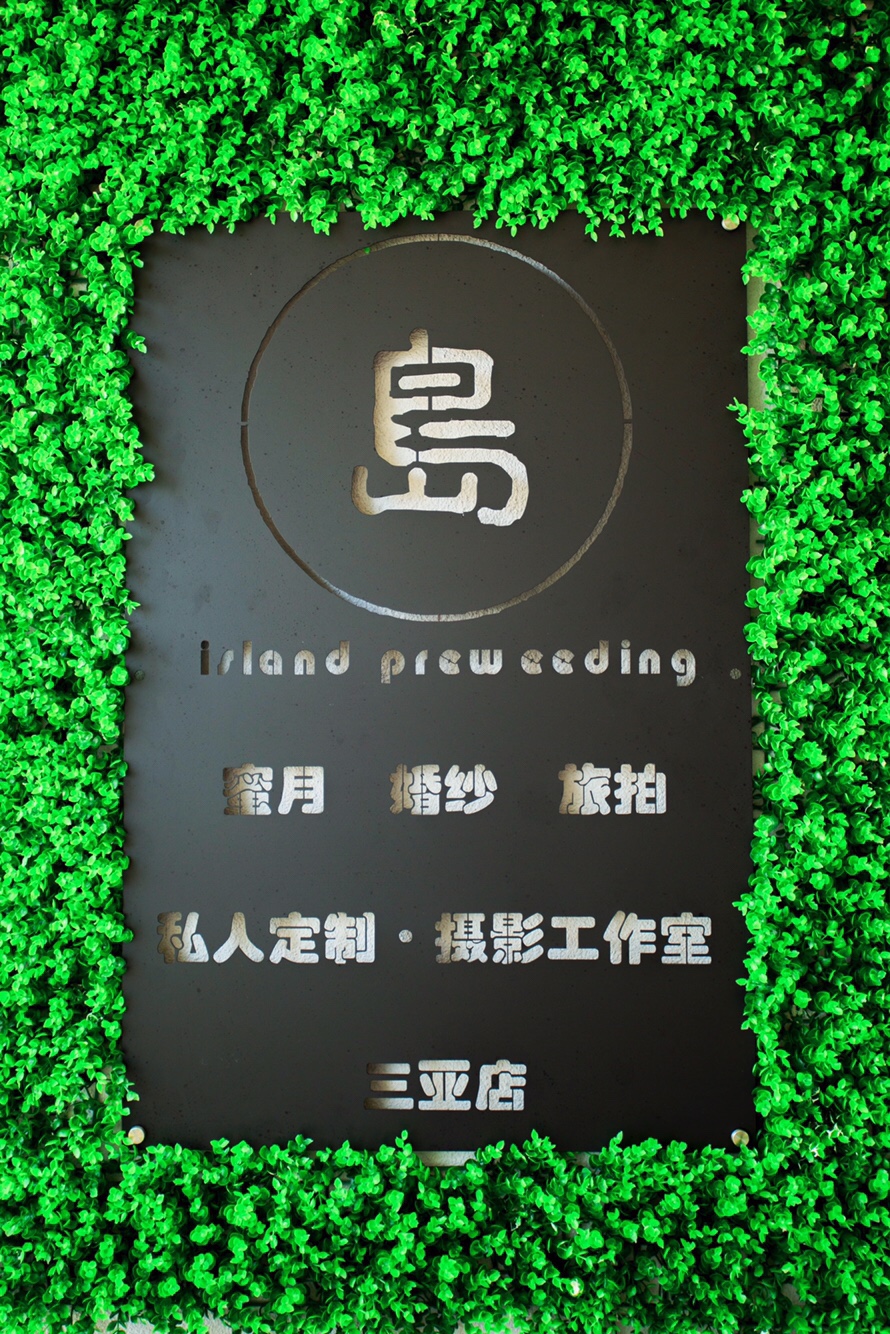 島
island preweeding
蜜月 婚纱 旅拍
私人定制·摄影工作室
三亚店